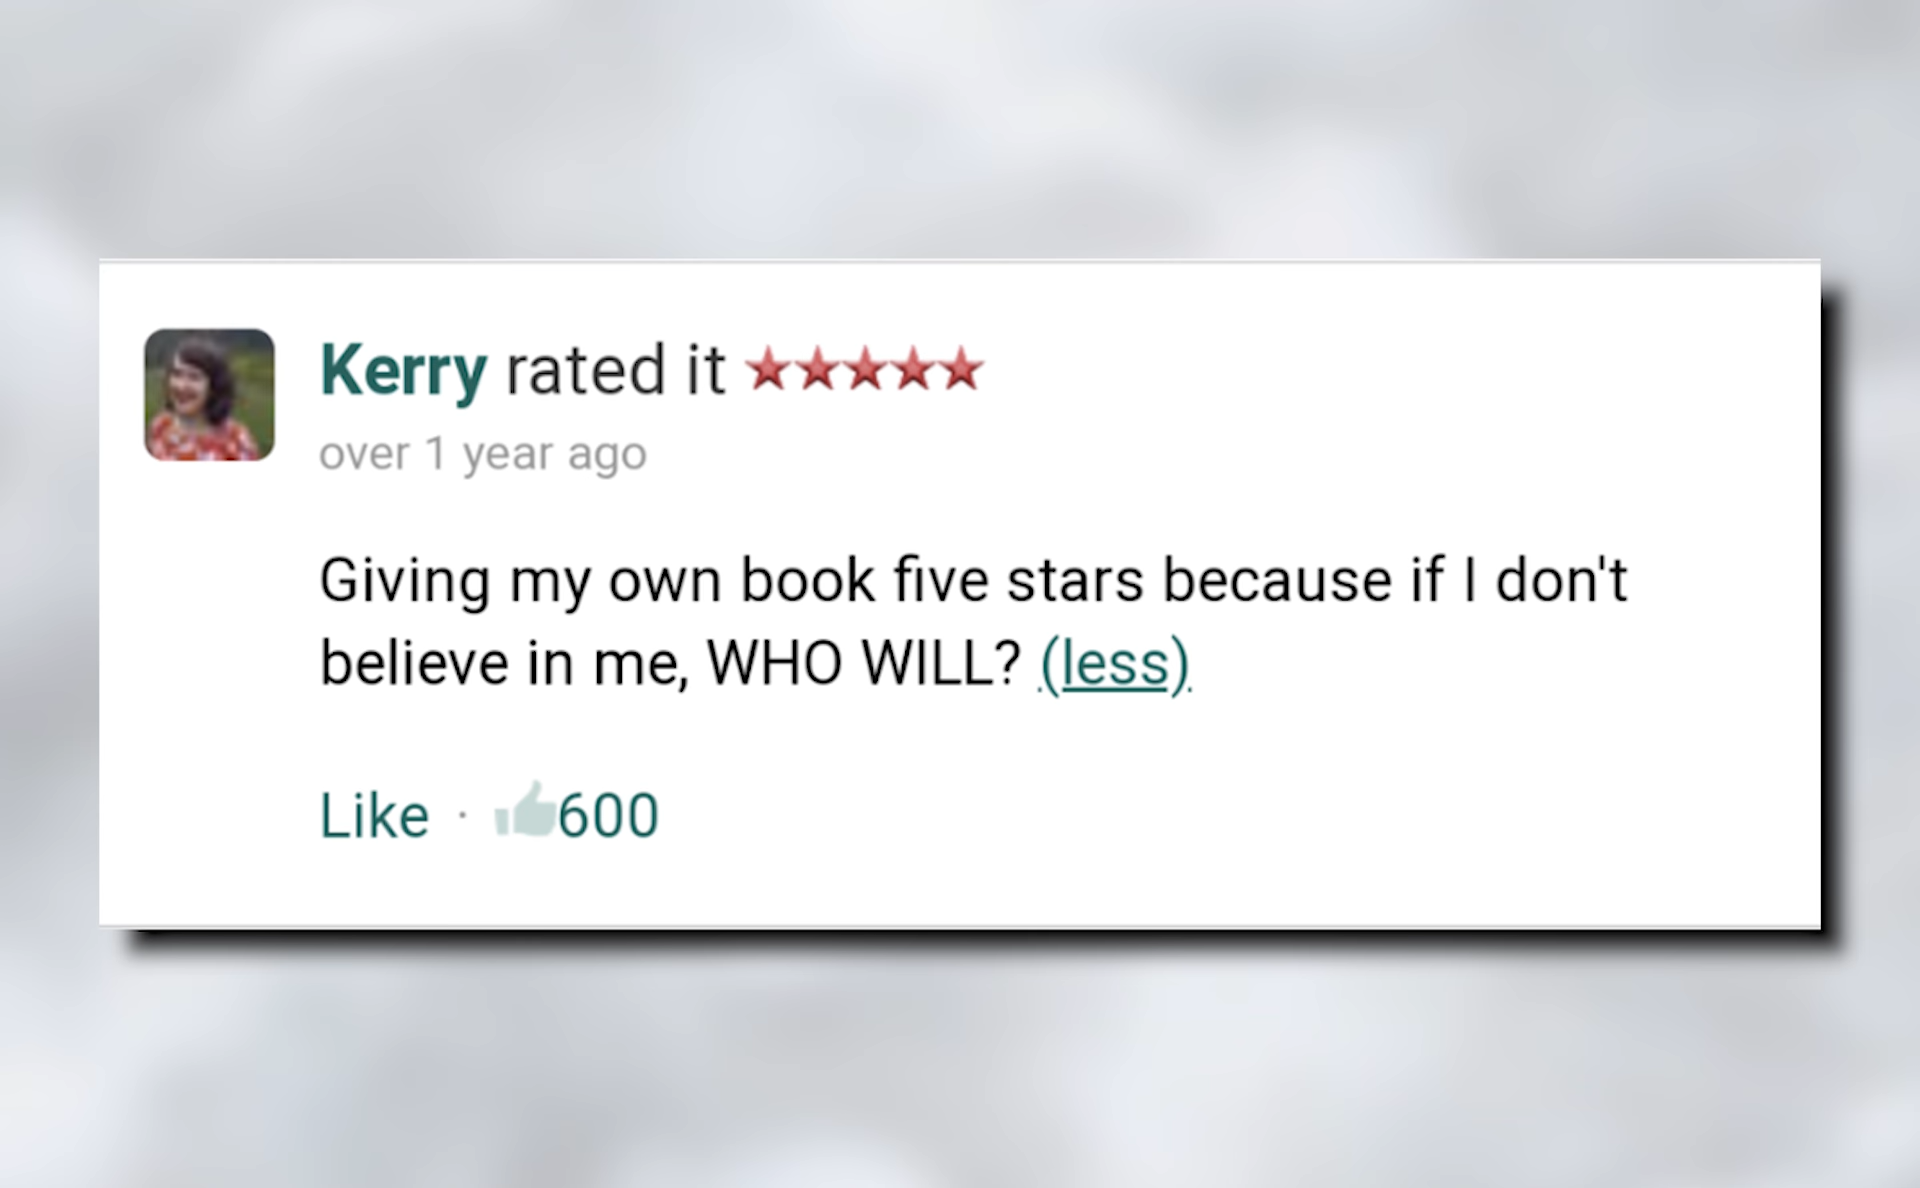 Kerry rated it ★★★★★
over 1 year ago
Giving my own book five stars because if I don't
believe in me, WHO WILL? (less)
Like · 600